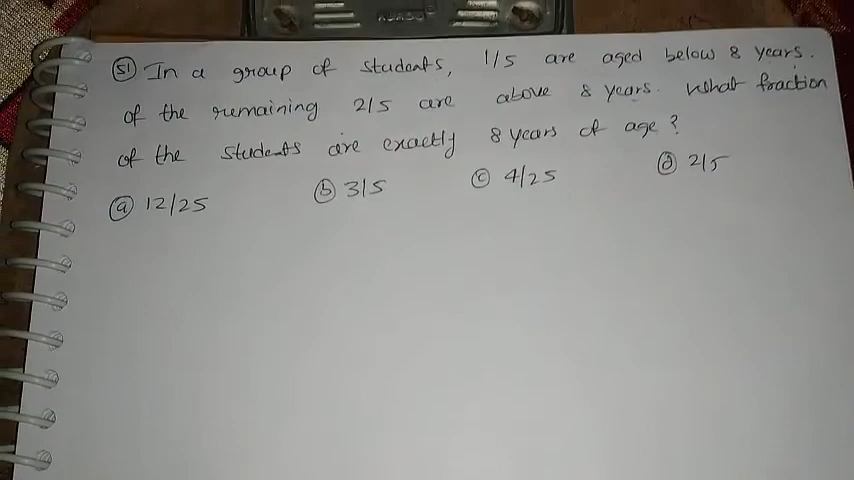 51 In a group of students, 1/5 are aged below 8 years.
of the remaining 2/5 are above 8 years. what fraction
of the students are exactly 8 years of age ?
a 12/25 b 3/5 c 4/25 d 2/5